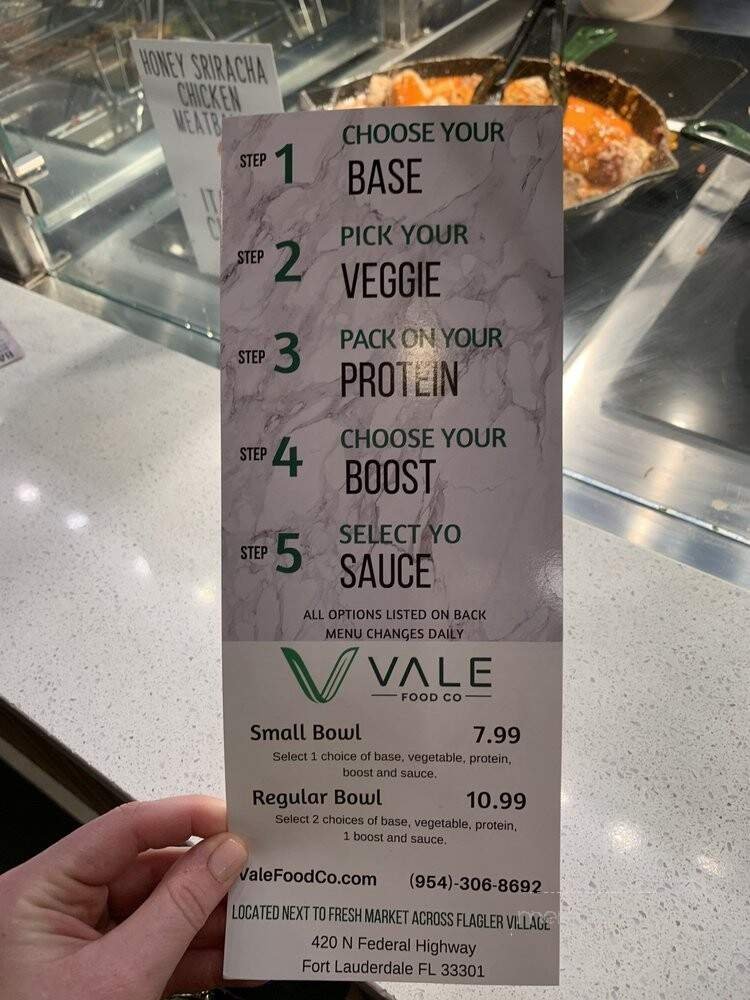 HONEY SRIRACHA
CHICKEN
STEP 1 CHOOSE YOUR
BASE
STEP 2 PICK YOUR
VEGGIE
STEP 3 PACK ON YOUR
PROTEIN
STEP 4 CHOOSE YOUR
BOOST
STEP 5 SELECT YO
SAUCE
ALL OPTIONS LISTED ON BACK
MENU CHANGES DAILY
VALE
FOOD CO
Small Bowl 7.99
Select 1 choice of base, vegetable, protein,
boost and sauce.
Regular Bowl 10.99
Select 2 choices of base, vegetable, protein,
1 boost and sauce.
ValeFoodCo.com (954)-306-8692
LOCATED NEXT TO FRESH MARKET ACROSS FLAGLER VILLAGE
420 N Federal Highway
Fort Lauderdale FL 33301